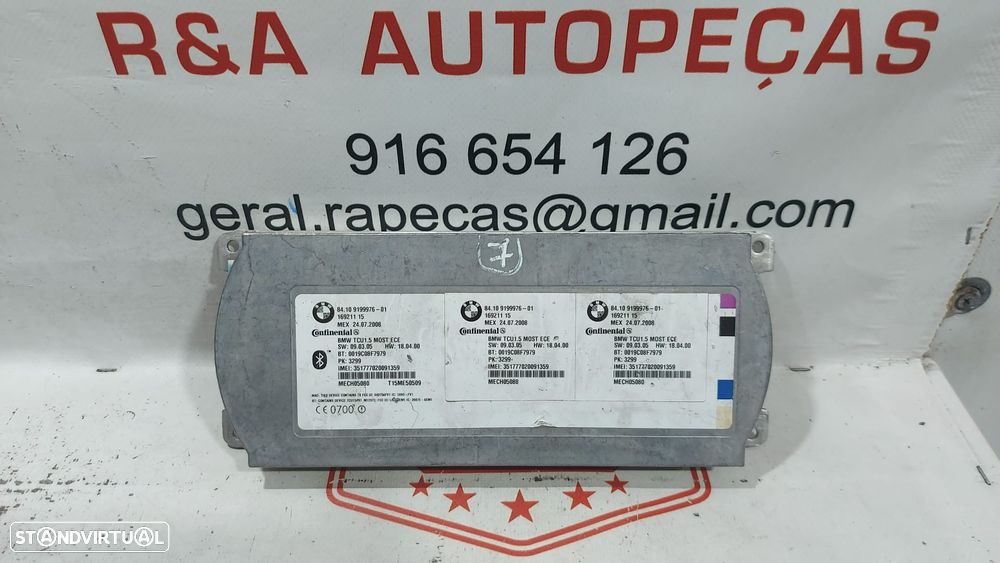 R&A AUTOPEÇAS
916 654 126
geral.rapecas@gmail.com
7
84.10 9199976-01
169211 15
MEX 24.07.2008
Continental
BMW TCU1.5 MOST ECE
SW: 09.03.05 HW: 18.04.00
BT: 0019C08F7979
PK: 3299
IMEI: 351777020091359
MECH05080 T15ME50509
CE0700
84.10 9199976-01
169211 15
MEX 24.07.2008
Continental
BMW TCU1.5 MOST ECE
SW: 09.03.05 HW: 18.04.00
BT: 0019C08F7979
PK: 3299
IMEI: 351777020091359
MECH05080
84.10 9199976-01
169211 15
MEX 24.07.2008
Continental
BMW TCU1.5 MOST ECE
SW: 09.03.05 HW: 18.04.00
BT: 0019C08F7979
PK: 3299
IMEI: 351777020091359
MECH05080
STANDVIRTUAL